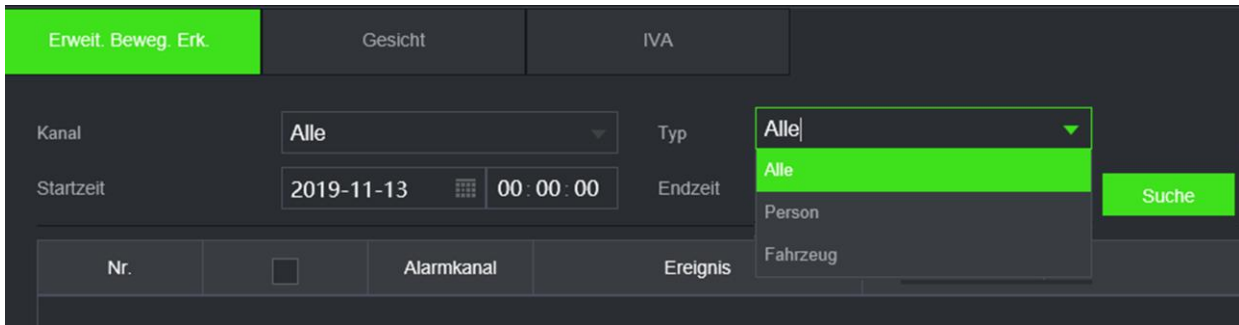 Erweit. Beweg. Erk. Gesicht IVA
Kanal Alle Typ Alle
Alle
Startzeit 2019-11-13 00:00:00 Endzeit Suche
Person
Fahrzeug
Nr. Alarmkanal Ereignis